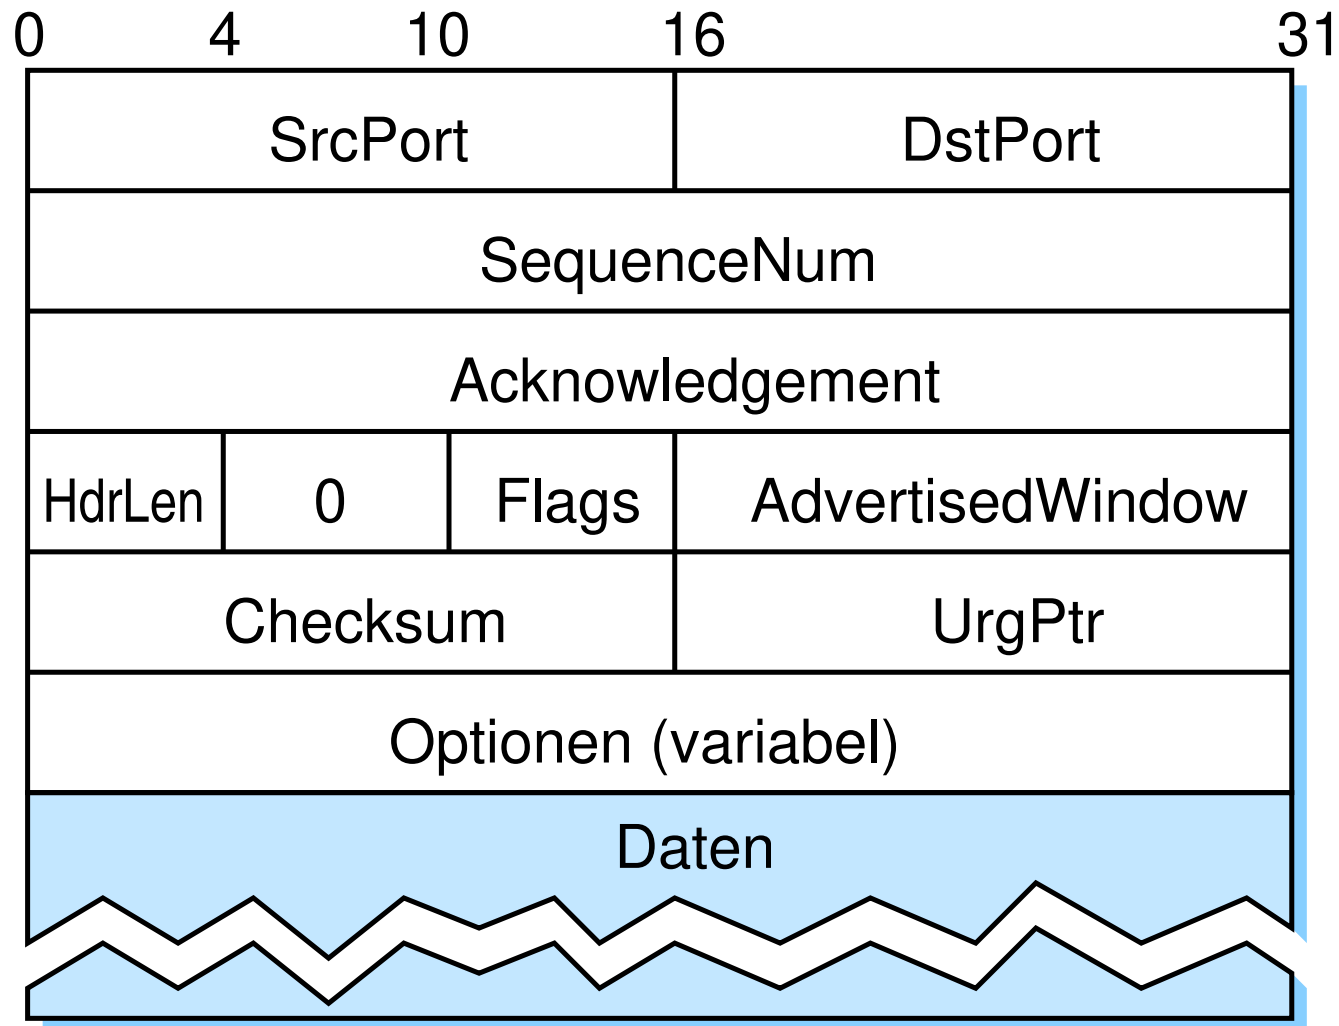 0 4 10 16 31
SrcPort DstPort
SequenceNum
Acknowledgement
HdrLen 0 Flags AdvertisedWindow
Checksum UrgPtr
Optionen (variabel)
Daten